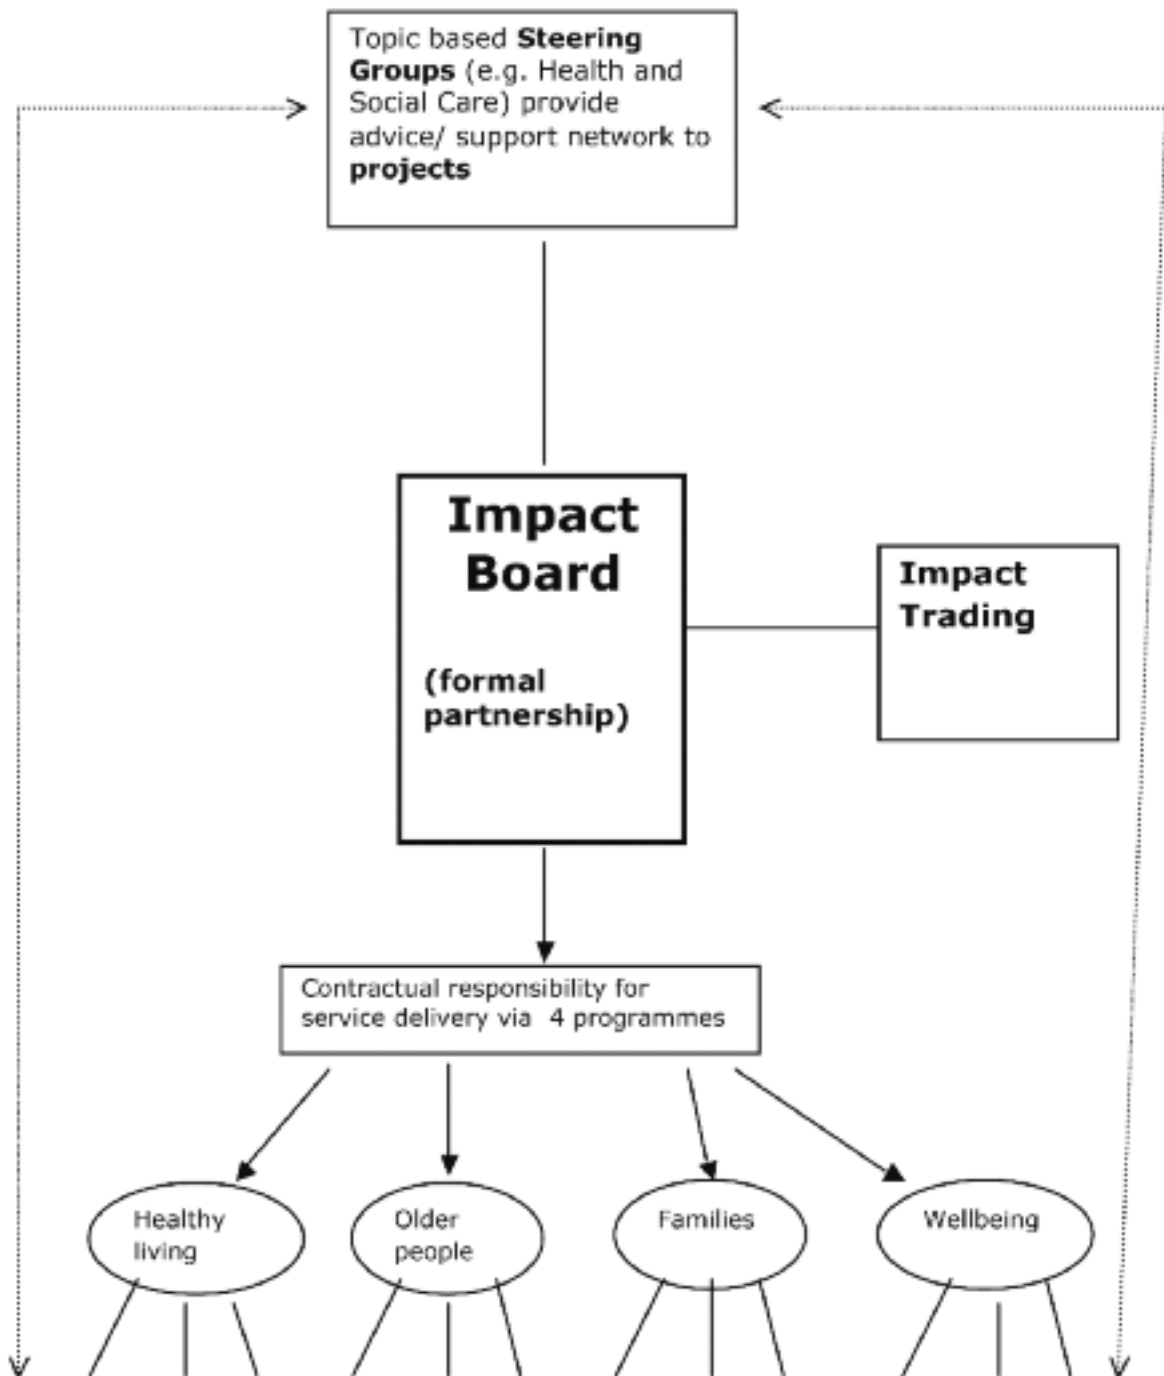 Topic based Steering
Groups (e.g. Health and
Social Care) provide
advice/ support network to
projects
Impact
Board
(formal
partnership)
Impact
Trading
Contractual responsibility for
service delivery via 4 programmes
Healthy
living
Older
people
Families
Wellbeing